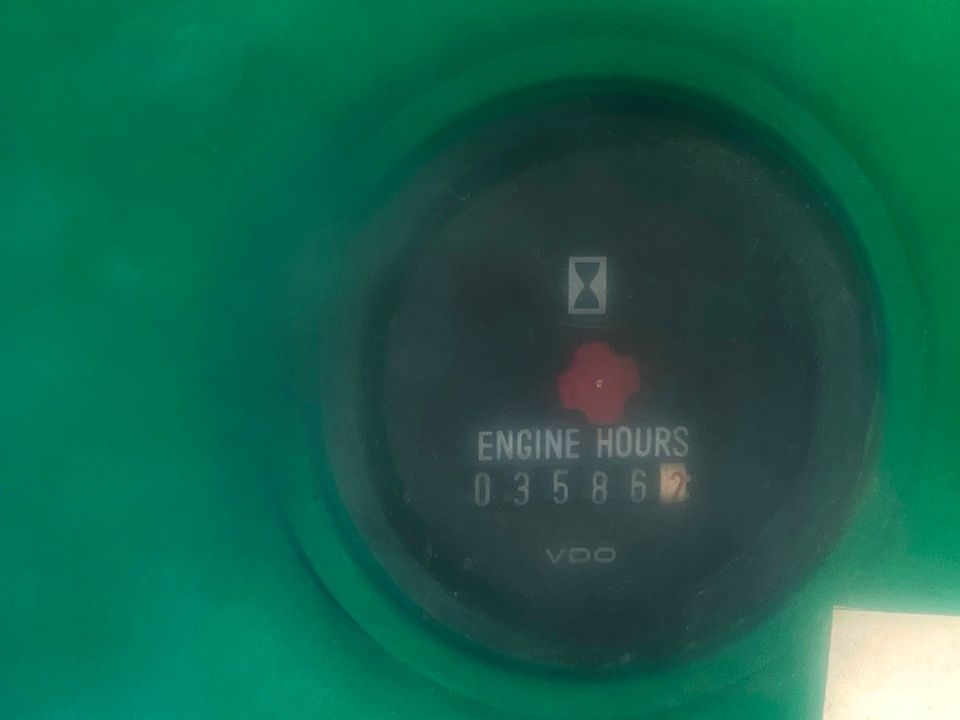 ENGINE HOURS
035862
VDO